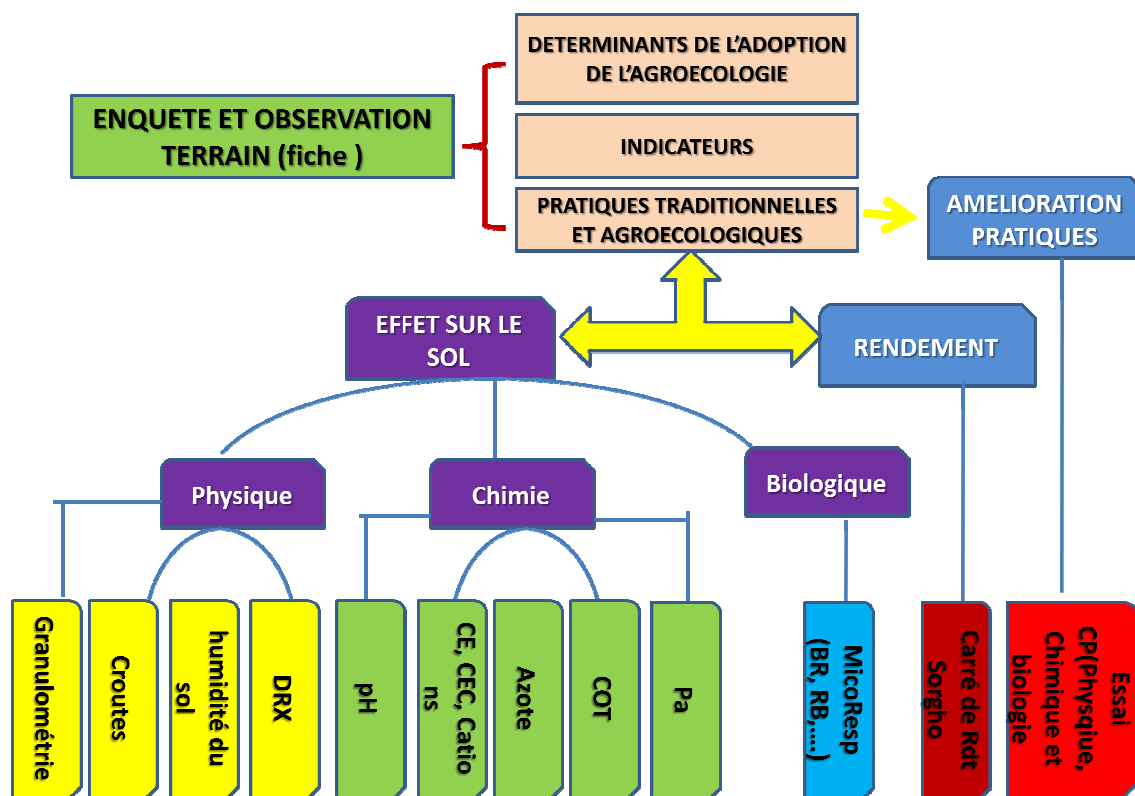 DETERMINANTS DE L'ADOPTION
DE L'AGROECOLOGIE
ENQUETE ET OBSERVATION
TERRAIN (fiche )
INDICATEURS
PRATIQUES TRADITIONNELLES
ET AGROECOLOGIQUES
AMELIORATION
PRATIQUES
EFFET SUR LE
SOL
RENDEMENT
Physique
Chimie
Biologique
Granulométrie
Croutes
humidité du
sol
DRX
pH
CE, CEC, Catio
ns
Azote
COT
Pa
MicoResp
(BR, RB,....)
Carré de Rdt
Sorgho
Essai
CP(Physqiue,
Chimique et
biologie